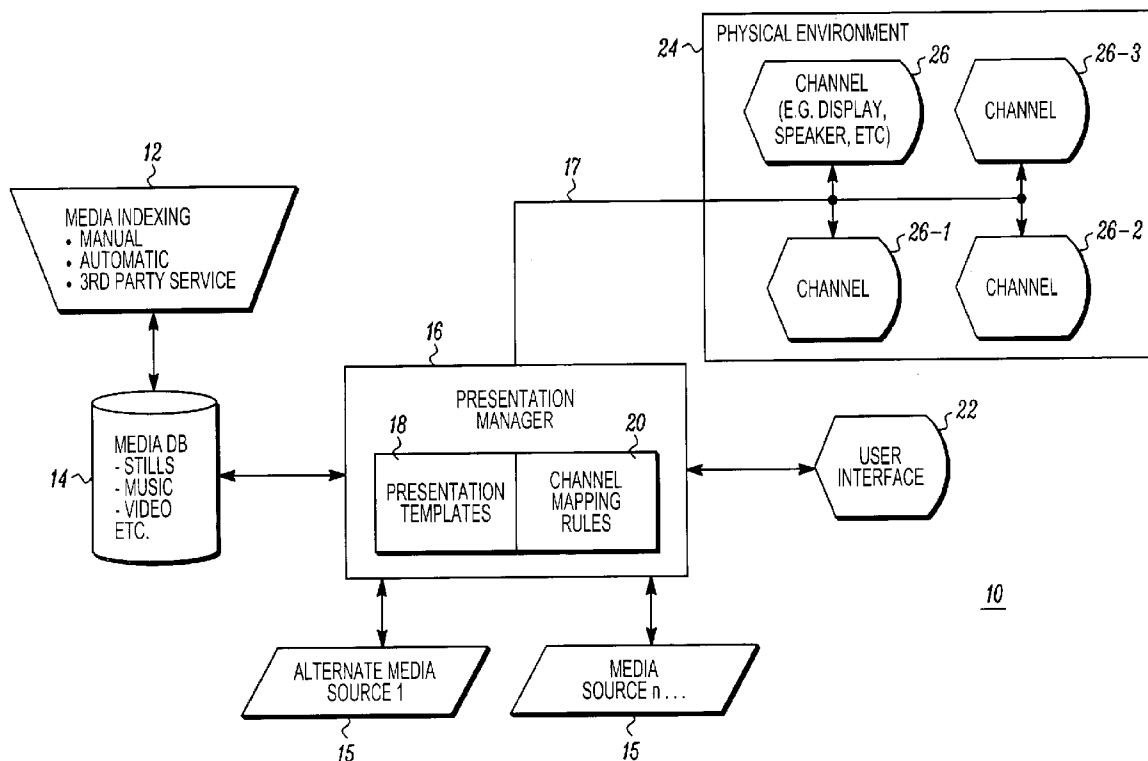 24
PHYSICAL ENVIRONMENT
26
CHANNEL
(E.G. DISPLAY,
SPEAKER, ETC)
26-3
CHANNEL
26-1
CHANNEL
26-2
CHANNEL
17
12
MEDIA INDEXING
• MANUAL
• AUTOMATIC
• 3RD PARTY SERVICE
14
MEDIA DB
- STILLS
- MUSIC
- VIDEO
ETC.
16
PRESENTATION
MANAGER
18
PRESENTATION
TEMPLATES
20
CHANNEL
MAPPING
RULES
22
USER
INTERFACE
10
ALTERNATE MEDIA
SOURCE 1
15
MEDIA
SOURCE n . . .
15